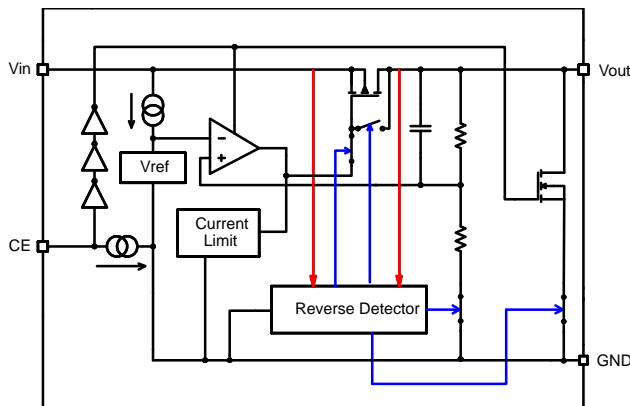 Vin
Vout
−
+
Vref
CE
Current
Limit
Reverse Detector
GND